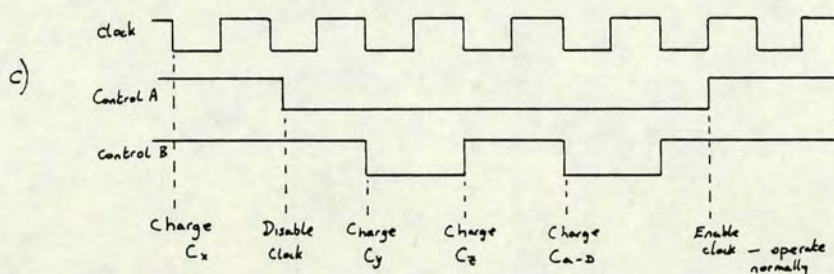 Clock
c)
Control A
Control B
Charge Cx
Disable Clock
Charge Cy
Charge Cz
Charge Ca-D
Enable clock – operate normally